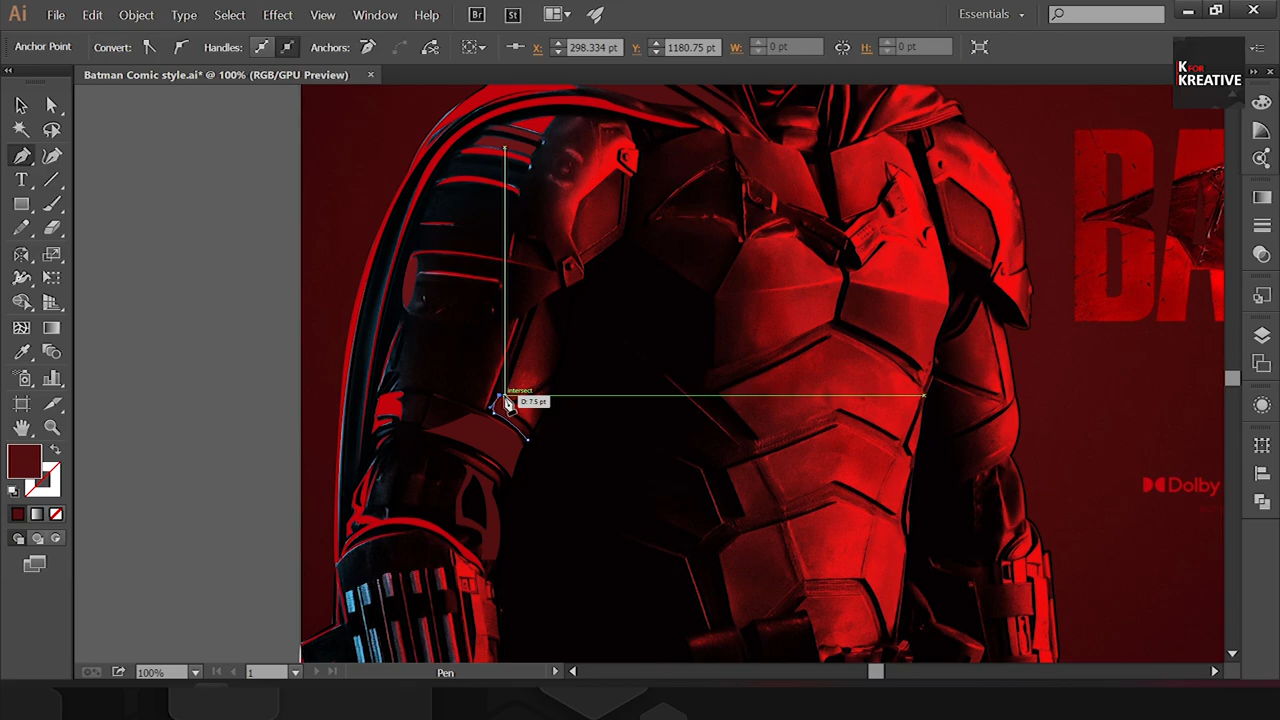 Ai File Edit Object Type Select Effect View Window Help Br St Essentials
Anchor Point Convert: Handles: Anchors: X: 298.334 pt Y: 1180.75 pt W: 0 pt H: 0 pt
K FOR
KREATIVE
Batman Comic style.ai* @ 100% (RGB/GPU Preview) ×
T
BA
intersect
D: 7.5 pt
Dolby
100% 1 Pen